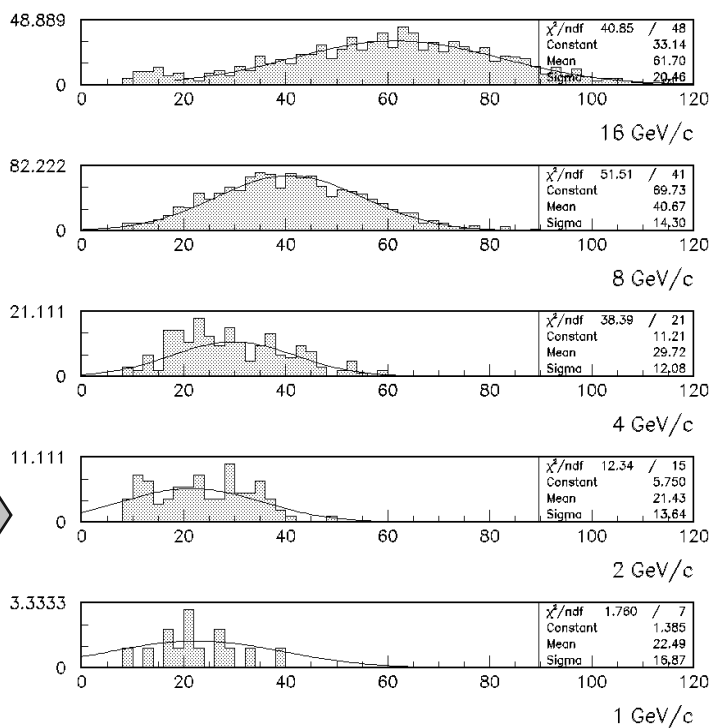 48.889
χ²/ndf 40.85 / 48
Constant 33.14
Mean 61.70
Sigma 20.46
0
0 20 40 60 80 100 120
16 GeV/c
82.222
χ²/ndf 51.51 / 41
Constant 69.73
Mean 40.67
Sigma 14.30
0
0 20 40 60 80 100 120
8 GeV/c
21.111
χ²/ndf 38.39 / 21
Constant 11.21
Mean 29.72
Sigma 12.08
0
0 20 40 60 80 100 120
4 GeV/c
11.111
χ²/ndf 12.34 / 15
Constant 5.750
Mean 21.43
Sigma 13.64
0
0 20 40 60 80 100 120
2 GeV/c
3.3333
χ²/ndf 1.760 / 7
Constant 1.385
Mean 22.49
Sigma 16.87
0
0 20 40 60 80 100 120
1 GeV/c